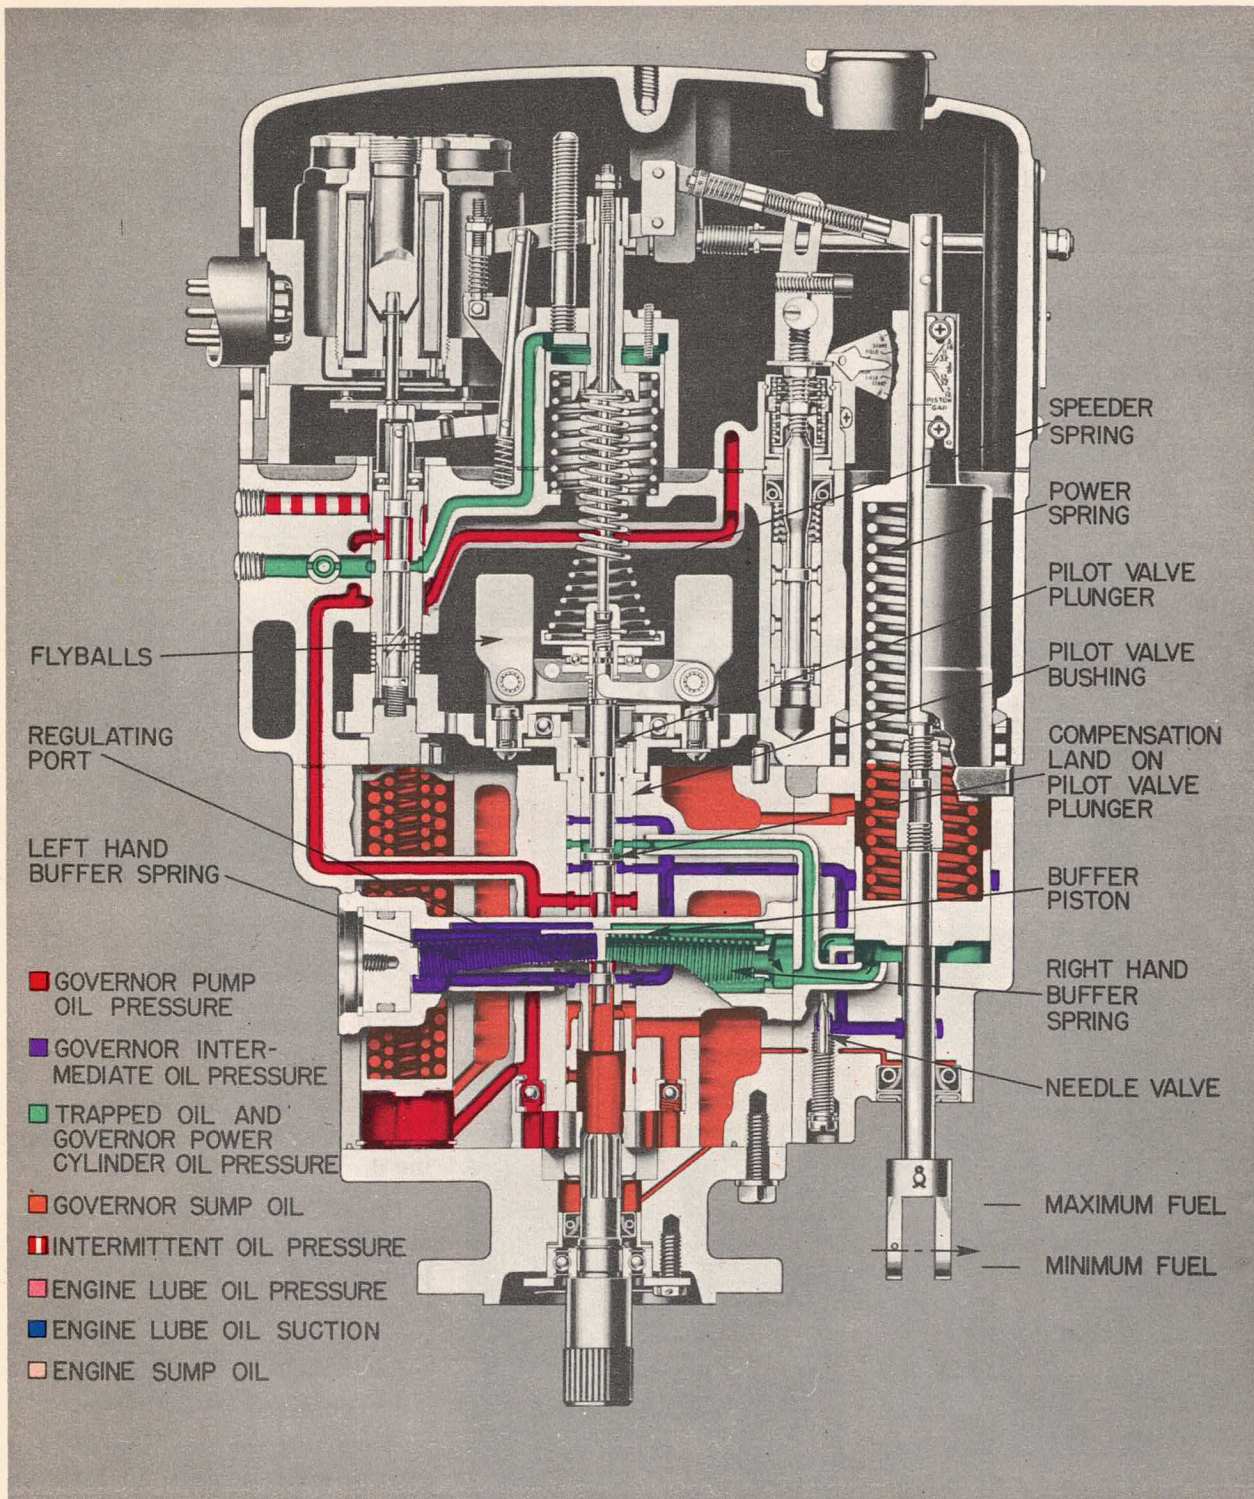 SPEEDER
SPRING
POWER
SPRING
PILOT VALVE
PLUNGER
PILOT VALVE
BUSHING
COMPENSATION
LAND ON
PILOT VALVE
PLUNGER
BUFFER
PISTON
RIGHT HAND
BUFFER
SPRING
NEEDLE VALVE
MAXIMUM FUEL
MINIMUM FUEL
FLYBALLS
REGULATING
PORT
LEFT HAND
BUFFER SPRING
GOVERNOR PUMP
OIL PRESSURE
GOVERNOR INTER-
MEDIATE OIL PRESSURE
TRAPPED OIL AND
GOVERNOR POWER
CYLINDER OIL PRESSURE
GOVERNOR SUMP OIL
INTERMITTENT OIL PRESSURE
ENGINE LUBE OIL PRESSURE
ENGINE LUBE OIL SUCTION
ENGINE SUMP OIL
PISTON
GAP